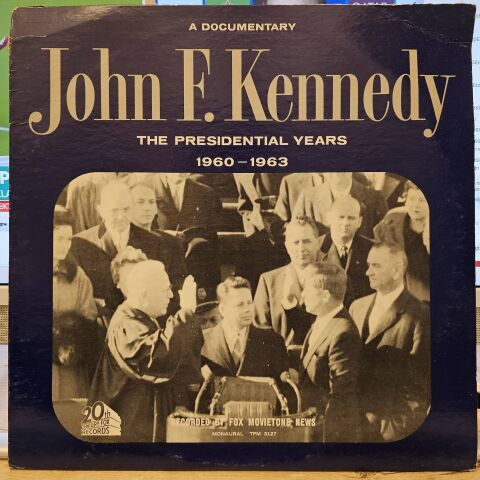 A DOCUMENTARY
John F. Kennedy
THE PRESIDENTIAL YEARS
1960 – 1963
20th
CENTURY FOX
RECORDS
RECORDED BY FOX MOVIETONE NEWS
MONAURAL TFM 3127